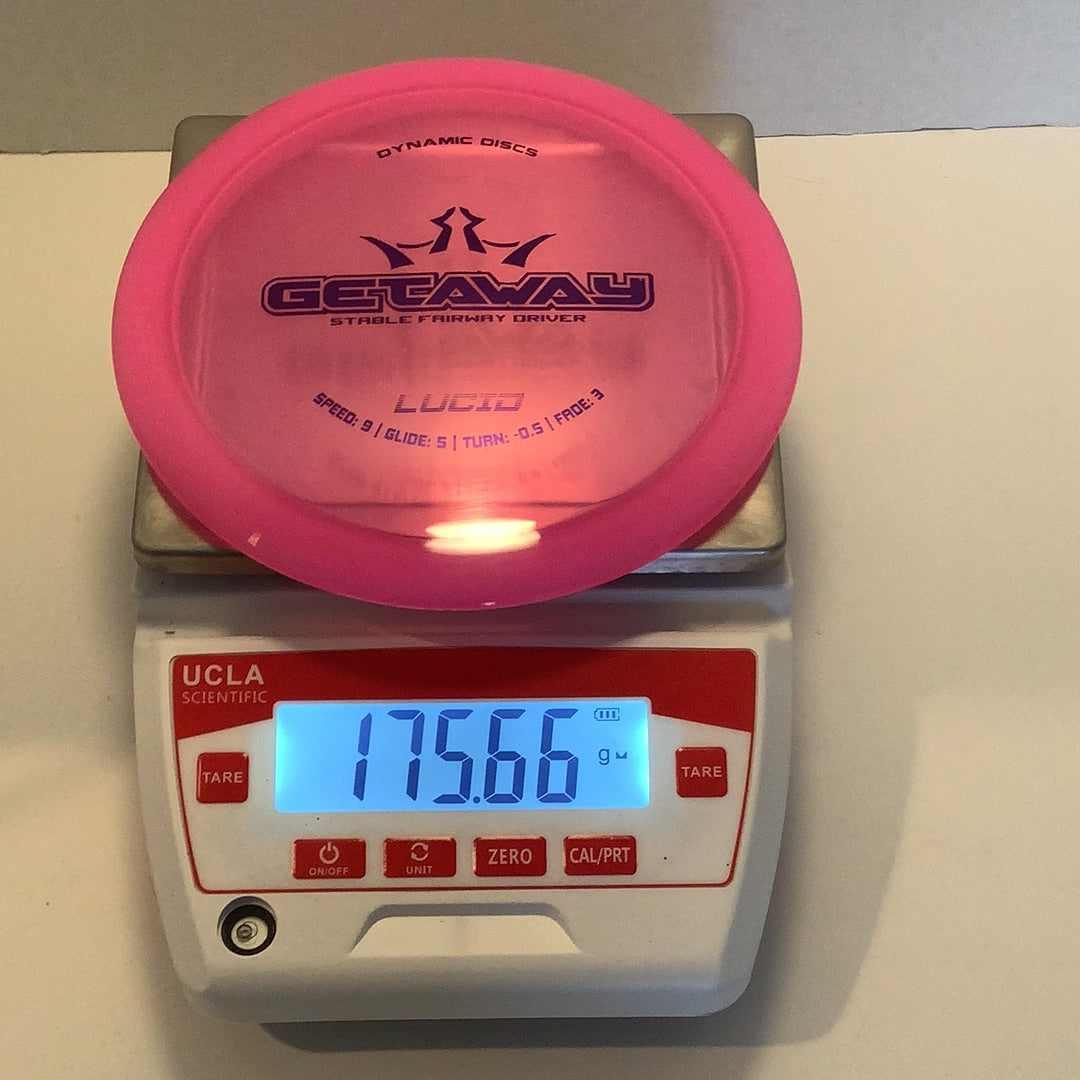 DYNAMIC DISCS
GETAWAY
STABLE FAIRWAY DRIVER
LUCID
SPEED: 9 | GLIDE: 5 | TURN: -0.5 | FADE: 3
UCLA
SCIENTIFIC
175.66
g
TARE
TARE
ON/OFF
UNIT
ZERO
CAL/PRT